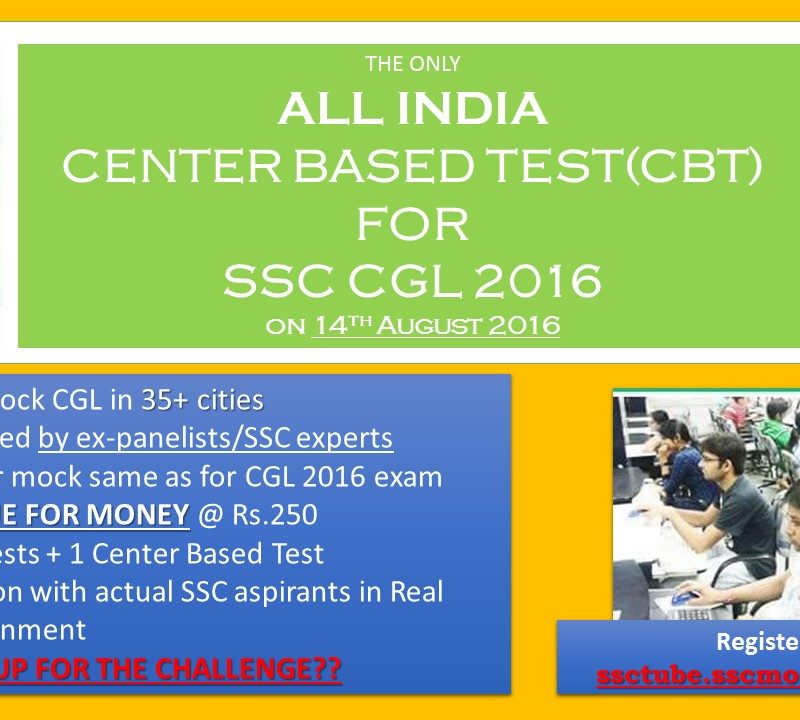 THE ONLY
ALL INDIA
CENTER BASED TEST(CBT)
FOR
SSC CGL 2016
ON 14TH AUGUST 2016
ock CGL in 35+ cities
ed by ex-panelists/SSC experts
r mock same as for CGL 2016 exam
E FOR MONEY @ Rs.250
ests + 1 Center Based Test
on with actual SSC aspirants in Real
nment
UP FOR THE CHALLENGE??
Registe
ssctube.sscmo